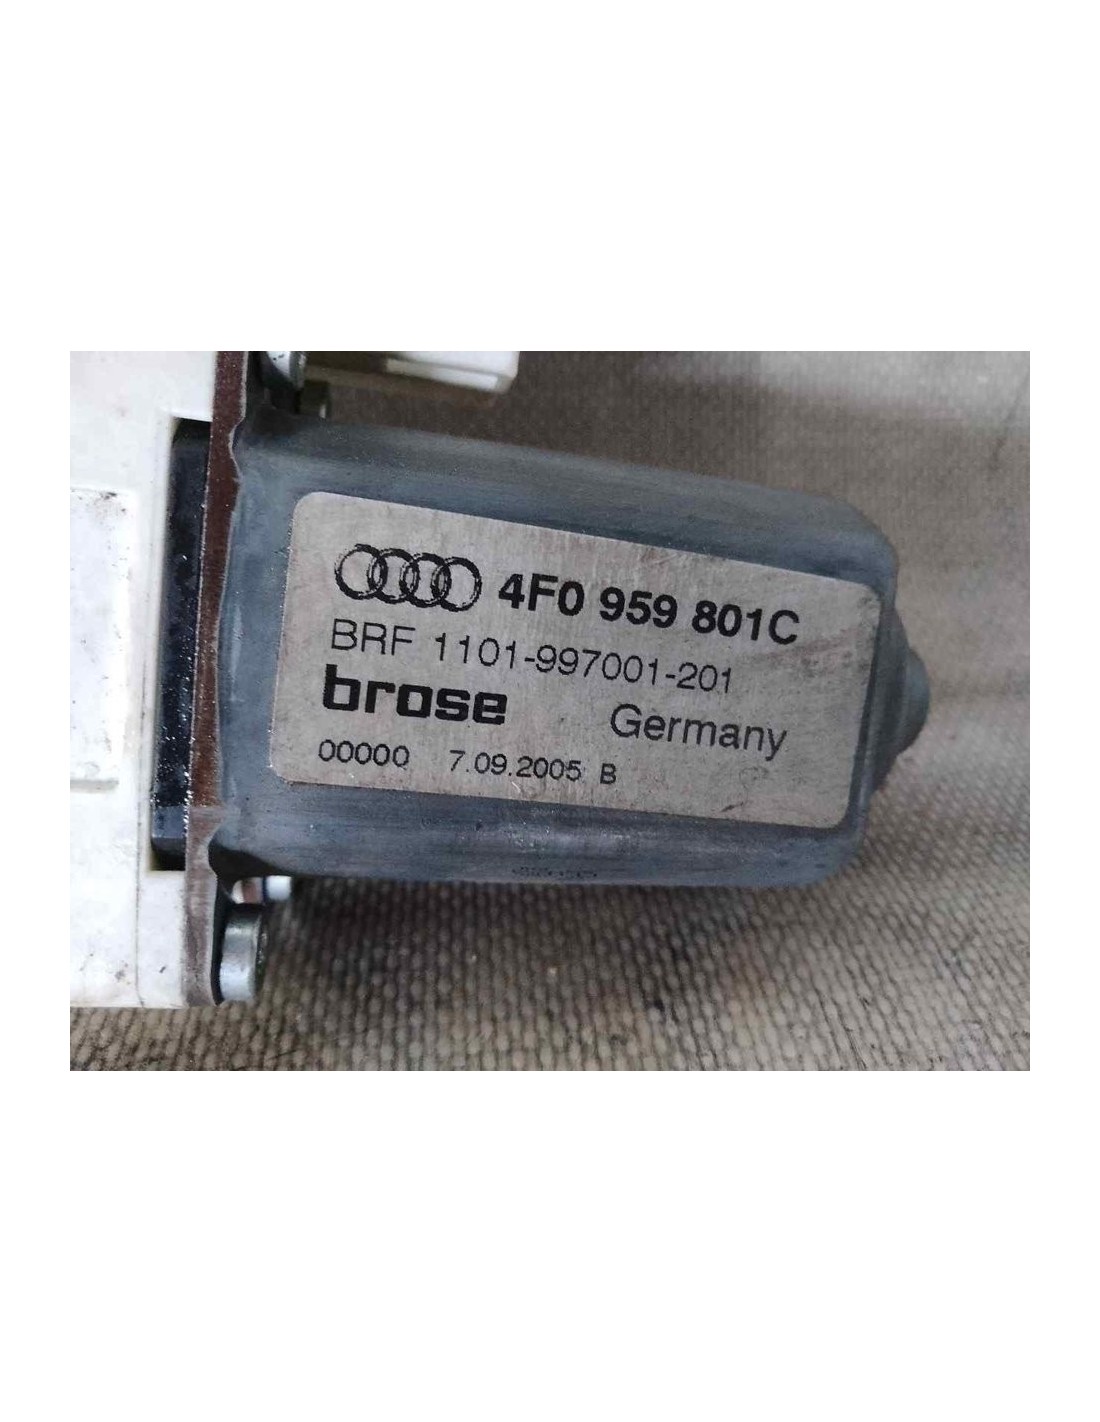 4F0 959 801C
BRF 1101-997001-201
brose Germany
00000 7.09.2005 B